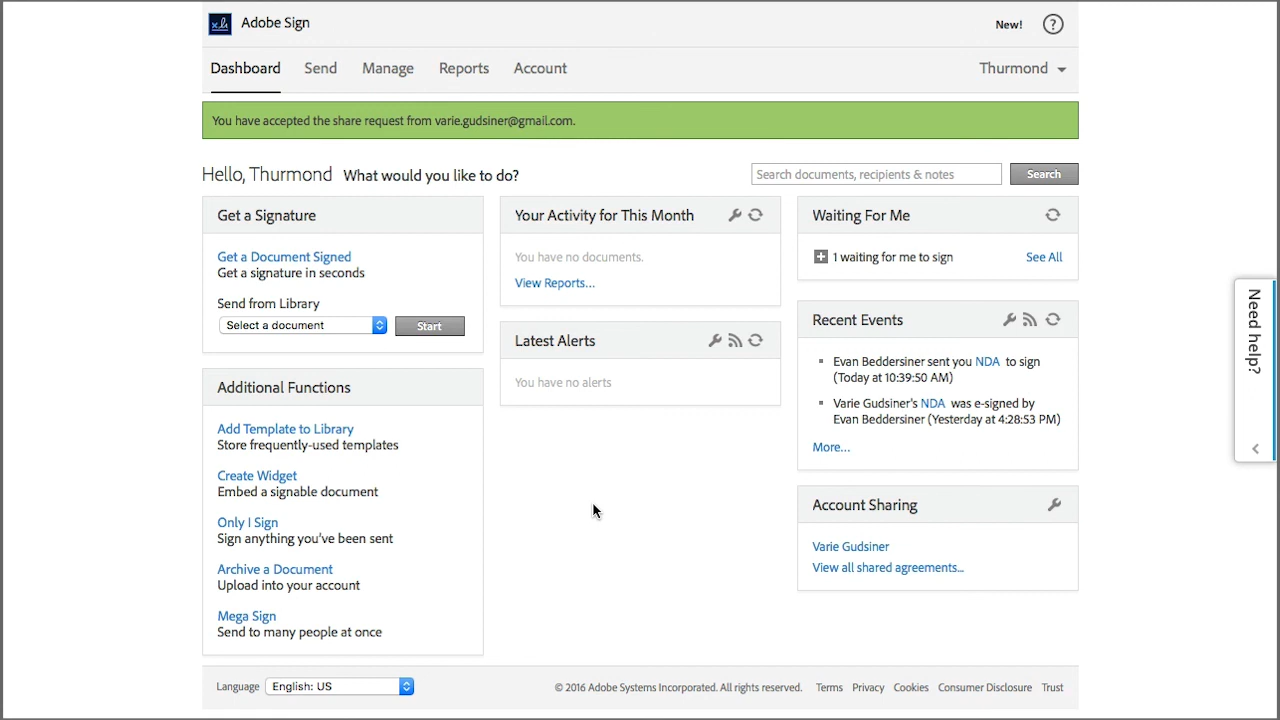 Adobe Sign
New!
?
Dashboard Send Manage Reports Account
Thurmond
You have accepted the share request from varie.gudsiner@gmail.com.
Hello, Thurmond What would you like to do?
Search documents, recipients & notes
Search
Get a Signature
Get a Document Signed
Get a signature in seconds
Send from Library
Select a document
Start
Additional Functions
Add Template to Library
Store frequently-used templates
Create Widget
Embed a signable document
Only I Sign
Sign anything you've been sent
Archive a Document
Upload into your account
Mega Sign
Send to many people at once
Your Activity for This Month
You have no documents.
View Reports...
Latest Alerts
You have no alerts
Waiting For Me
1 waiting for me to sign
See All
Recent Events
Evan Beddersiner sent you NDA to sign
(Today at 10:39:50 AM)
Varie Gudsiner's NDA was e-signed by
Evan Beddersiner (Yesterday at 4:28:53 PM)
More...
Account Sharing
Varie Gudsiner
View all shared agreements...
Need help?
Language
English: US
© 2016 Adobe Systems Incorporated. All rights reserved. Terms Privacy Cookies Consumer Disclosure Trust